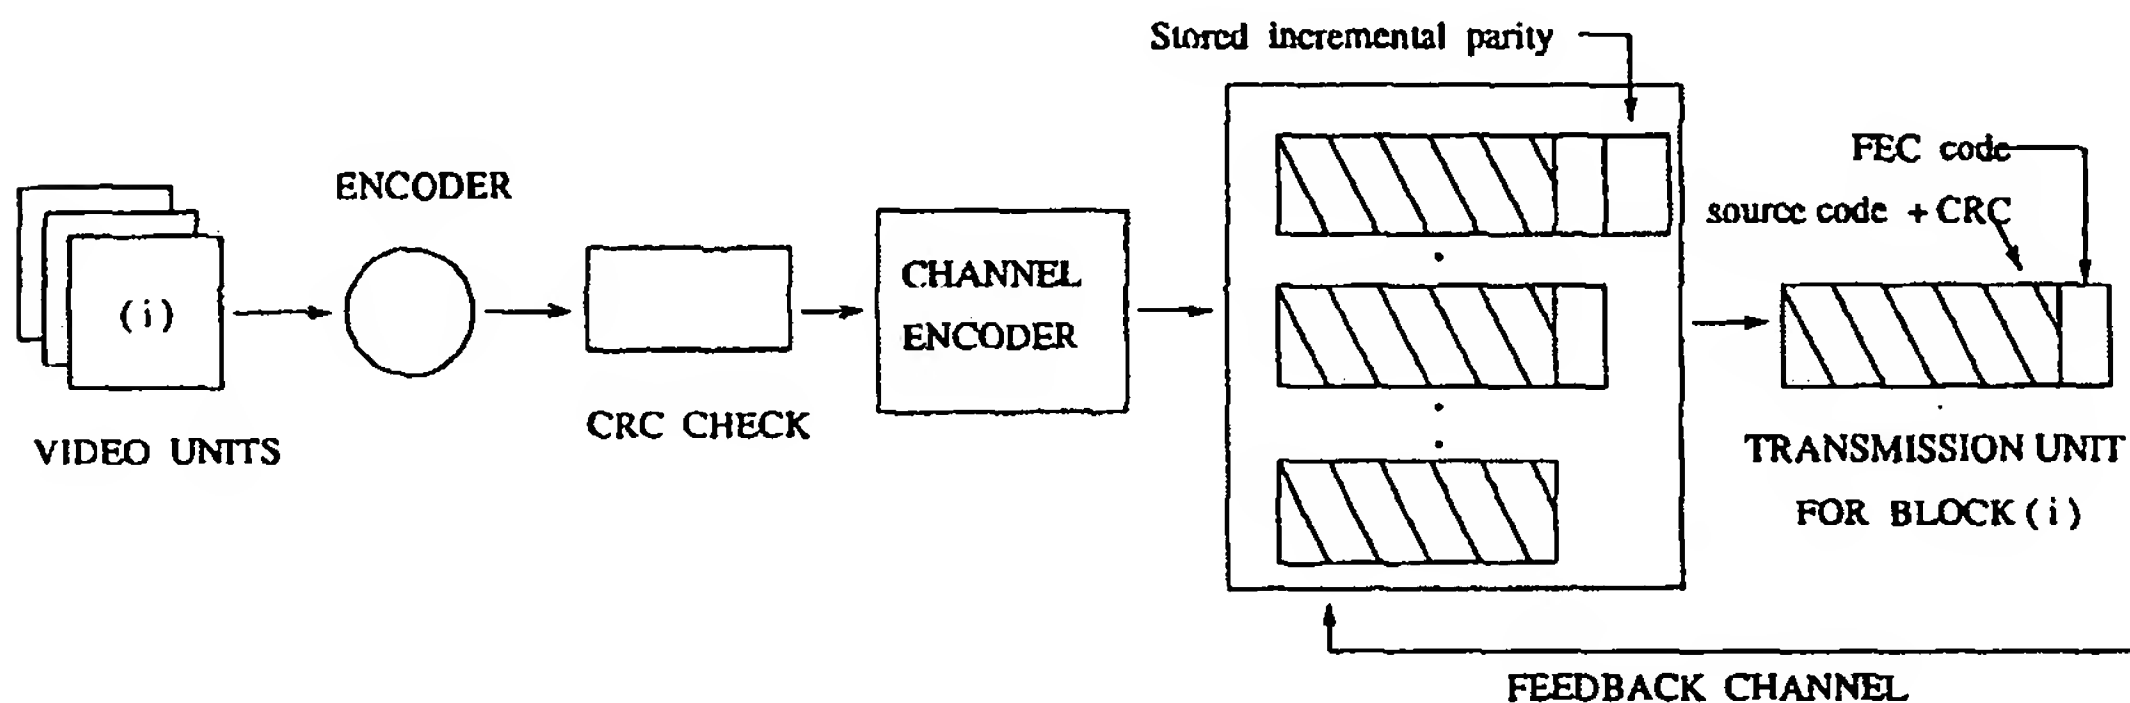 Stored incremental parity
FEC code
source code + CRC
ENCODER
(i)
CHANNEL
ENCODER
CRC CHECK
VIDEO UNITS
TRANSMISSION UNIT
FOR BLOCK (i)
FEEDBACK CHANNEL